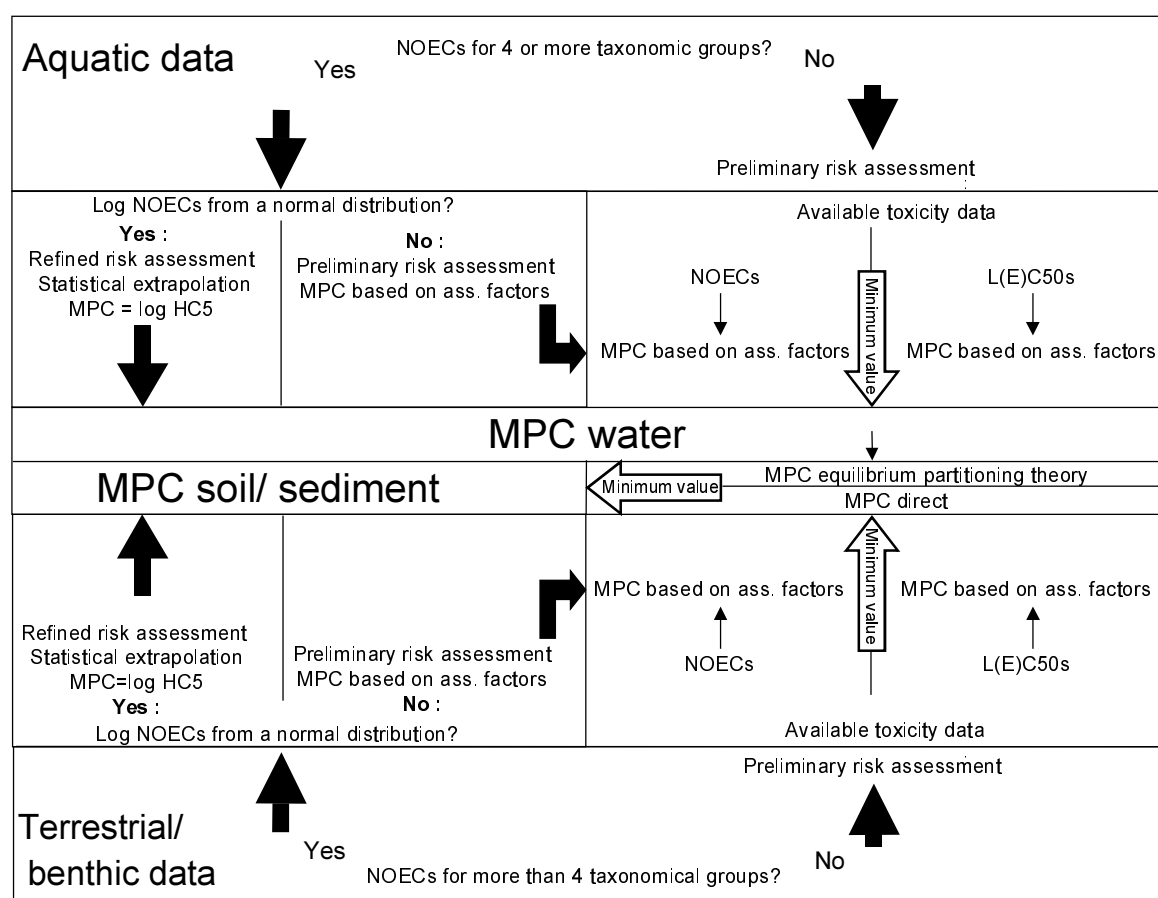 Aquatic data
NOECs for 4 or more taxonomic groups?
Yes
No
Preliminary risk assessment
Log NOECs from a normal distribution?
Yes :
Refined risk assessment
Statistical extrapolation
MPC = log HC5
No :
Preliminary risk assessment
MPC based on ass. factors
Available toxicity data
NOECs
L(E)C50s
MPC based on ass. factors
Minimum value
MPC based on ass. factors
MPC water
MPC soil/ sediment
Minimum value
MPC equilibrium partitioning theory
MPC direct
MPC based on ass. factors
Minimum value
MPC based on ass. factors
NOECs
L(E)C50s
Available toxicity data
Refined risk assessment
Statistical extrapolation
MPC=log HC5
Yes :
Preliminary risk assessment
MPC based on ass. factors
No :
Log NOECs from a normal distribution?
Preliminary risk assessment
Terrestrial/
benthic data
Yes
No
NOECs for more than 4 taxonomical groups?